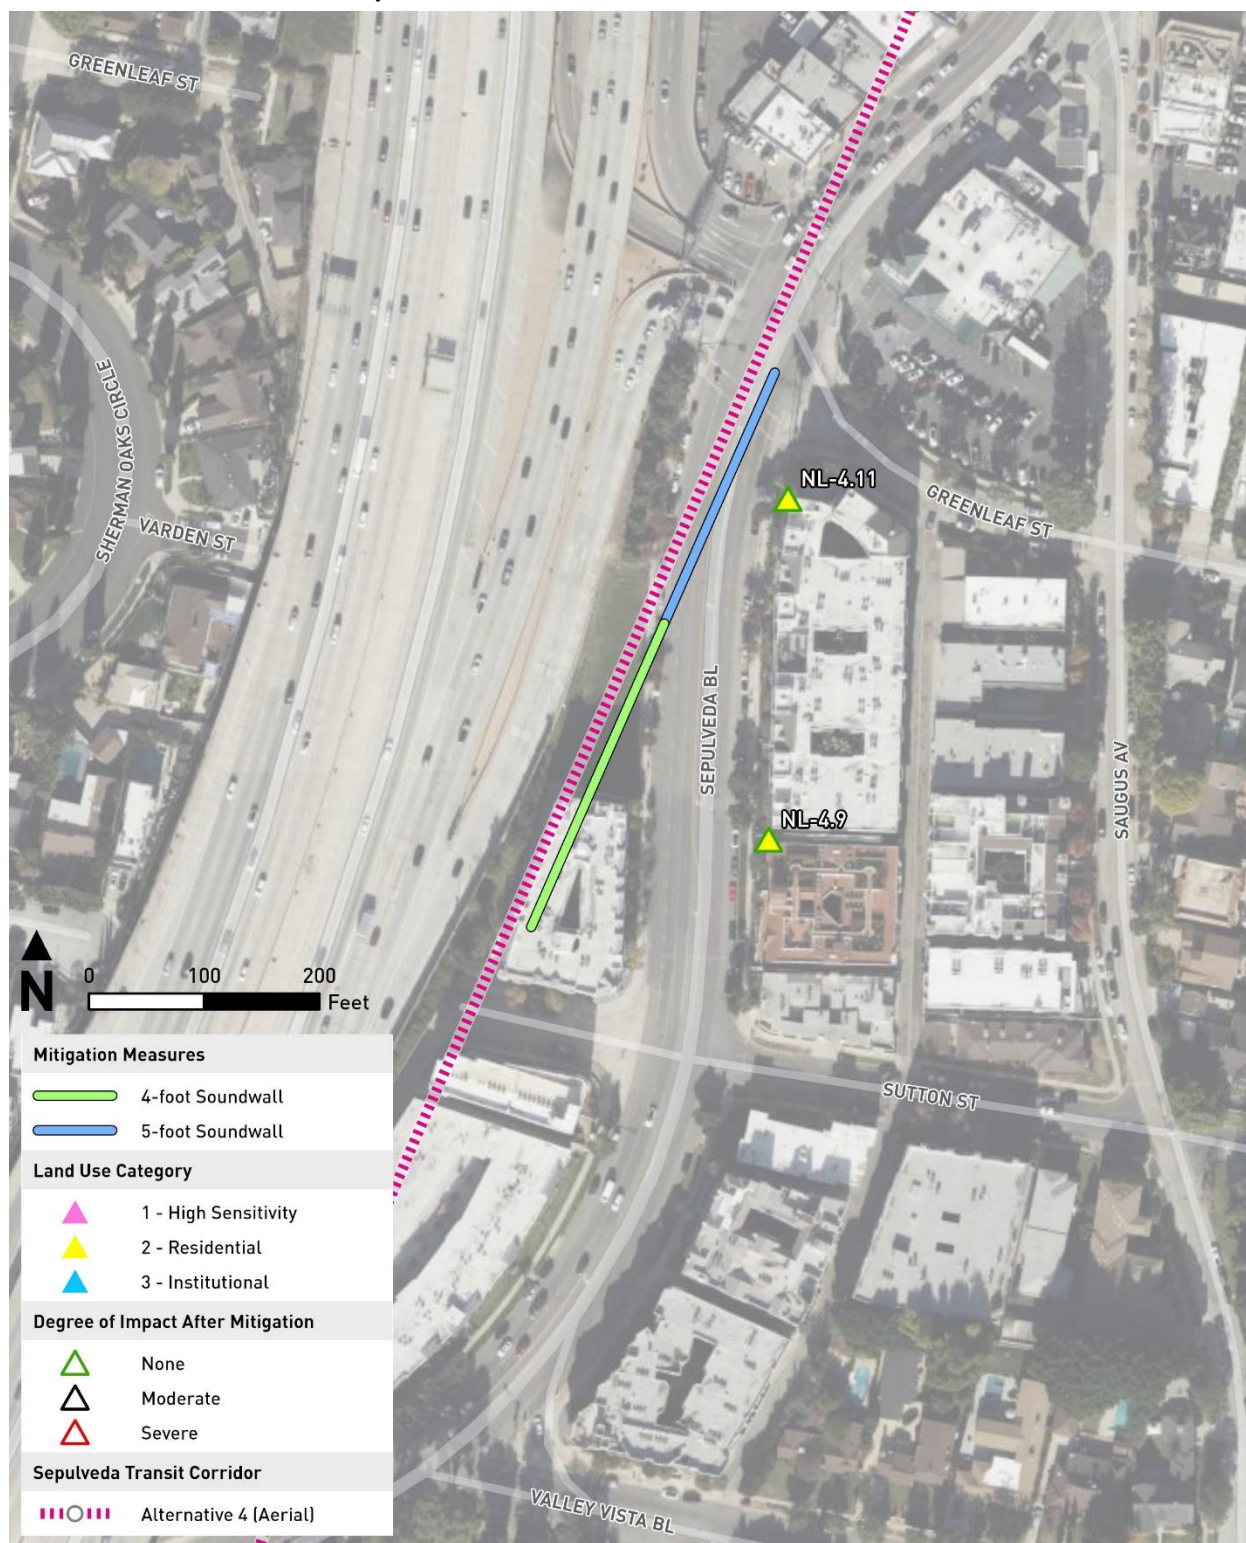 GREENLEAF ST
SHERMAN OAKS CIRCLE
VARDEN ST
NL-4.11
GREENLEAF ST
SEPULVEDA BL
SAUGUS AV
NL-4.9
N
0 100 200
Feet
SUTTON ST
VALLEY VISTA BL
Mitigation Measures
4-foot Soundwall
5-foot Soundwall
Land Use Category
1 - High Sensitivity
2 - Residential
3 - Institutional
Degree of Impact After Mitigation
None
Moderate
Severe
Sepulveda Transit Corridor
Alternative 4 (Aerial)